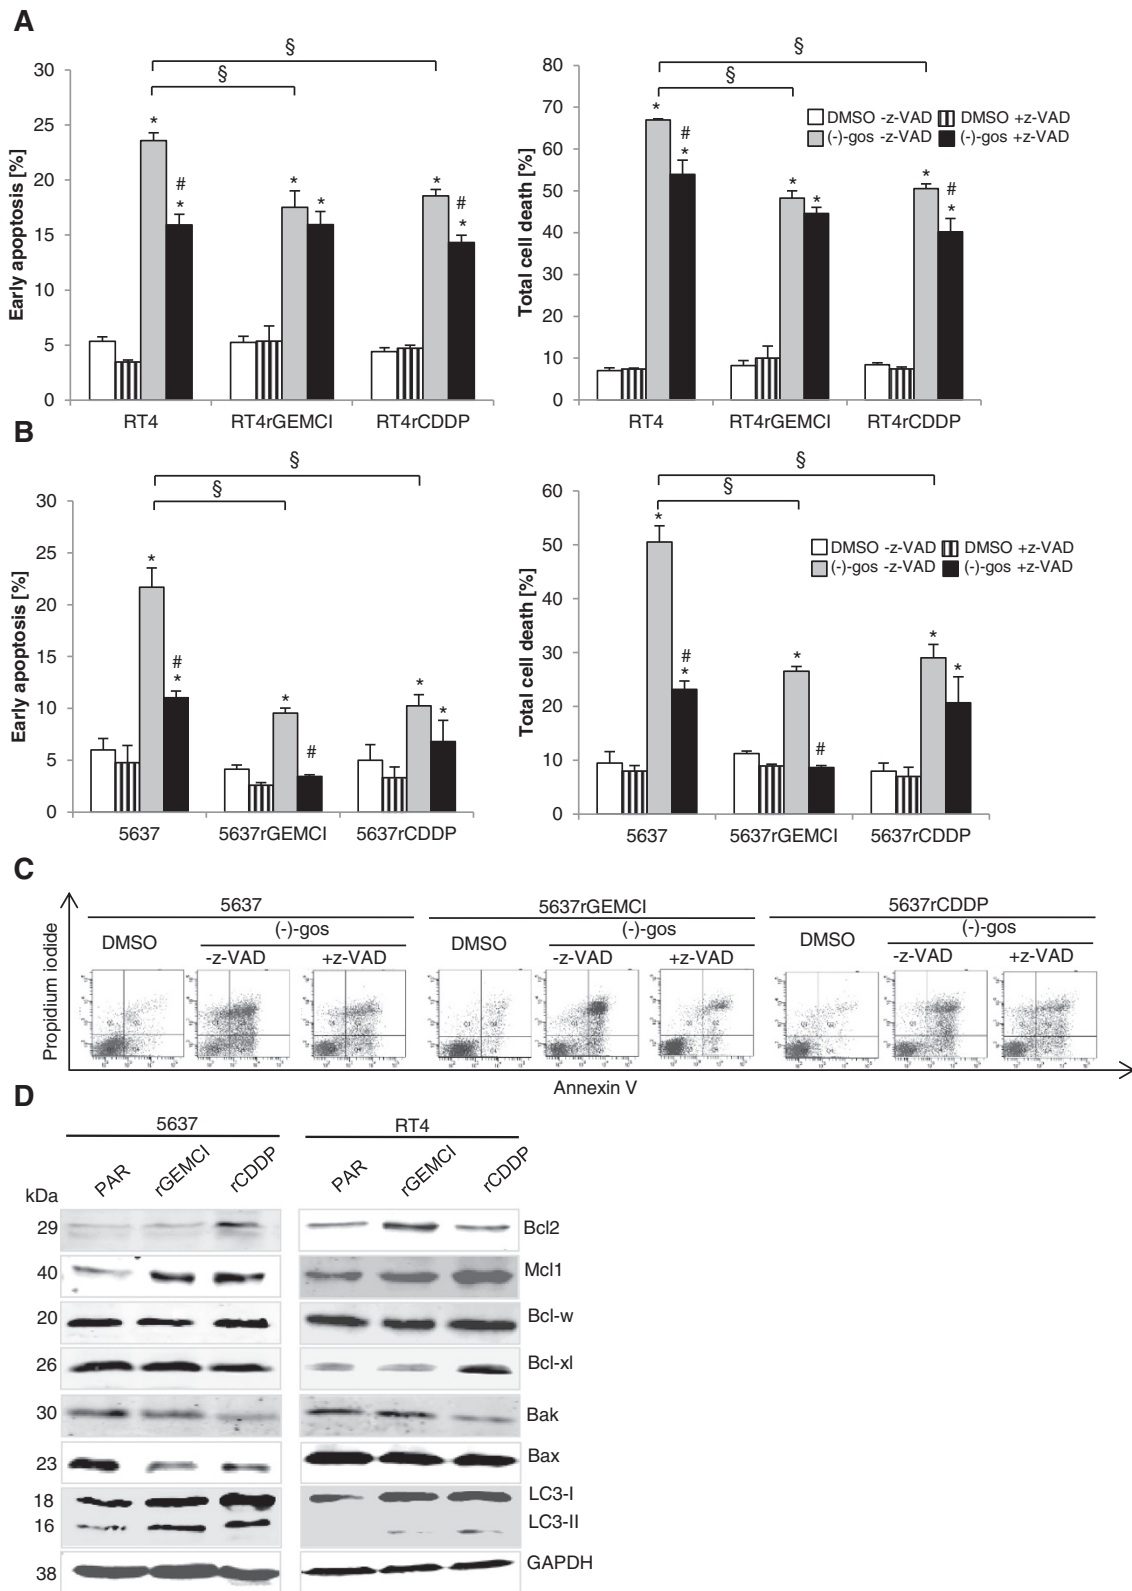 A
§
§
Early apoptosis [%]
30
25
20
15
10
5
0
*
#
*
*
*
*
#
*
RT4
RT4rGEMCI
RT4rCDDP
§
§
Total cell death [%]
80
70
60
50
40
30
20
10
0
DMSO -z-VAD
DMSO +z-VAD
(-)-gos -z-VAD
(-)-gos +z-VAD
*
#
*
*
*
*
#
*
RT4
RT4rGEMCI
RT4rCDDP
B
§
§
Early apoptosis [%]
30
25
20
15
10
5
0
*
#
*
*
#
*
*
5637
5637rGEMCI
5637rCDDP
§
§
Total cell death [%]
60
50
40
30
20
10
0
DMSO -z-VAD
DMSO +z-VAD
(-)-gos -z-VAD
(-)-gos +z-VAD
*
#
*
*
#
*
*
5637
5637rGEMCI
5637rCDDP
C
Propidium iodide
5637
5637rGEMCI
5637rCDDP
DMSO
(-)-gos
-z-VAD
+z-VAD
DMSO
(-)-gos
-z-VAD
+z-VAD
DMSO
(-)-gos
-z-VAD
+z-VAD
Annexin V
D
5637
RT4
PAR
rGEMCI
rCDDP
PAR
rGEMCI
rCDDP
kDa
29 Bcl2
40 Mcl1
20 Bcl-w
26 Bcl-xl
30 Bak
23 Bax
18 LC3-I
16 LC3-II
38 GAPDH